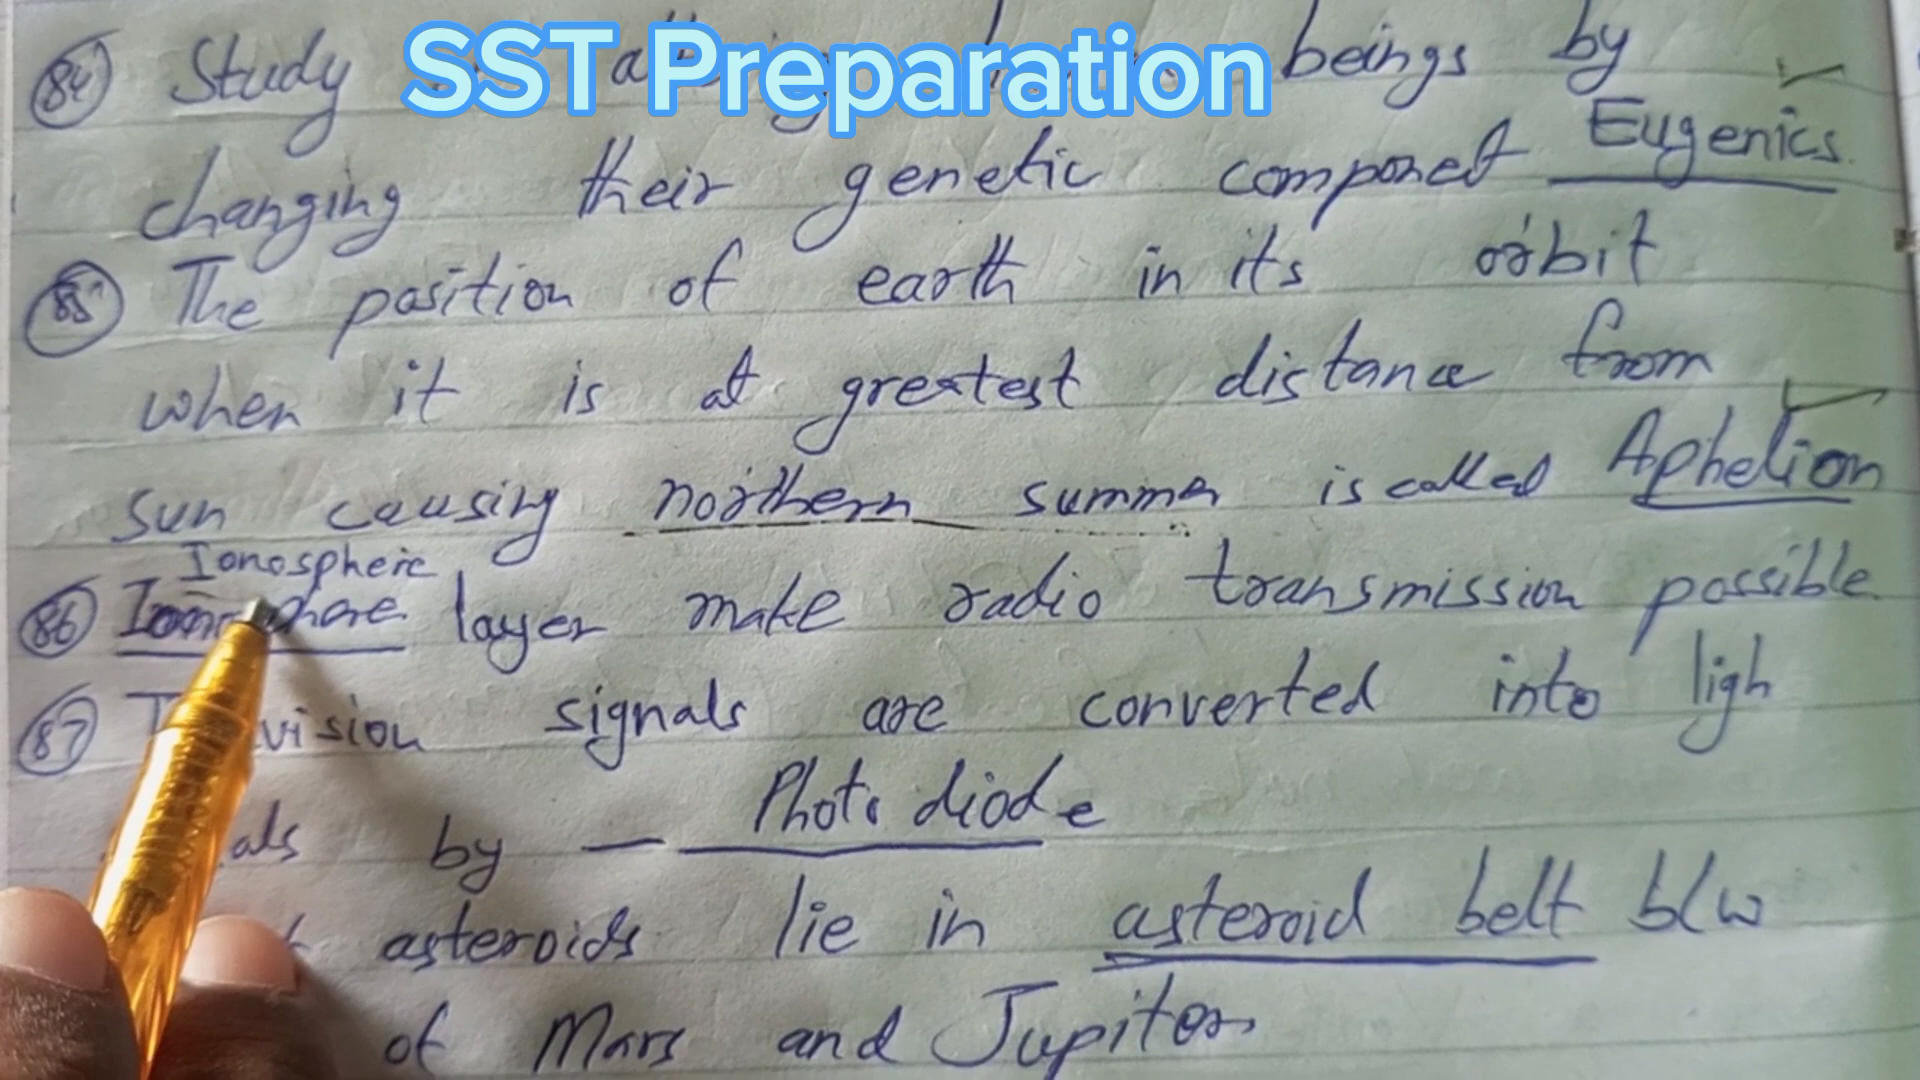 SST Preparation
84 Study beings by
changing their genetic componet Eugenics.
85 The position of earth in its orbit
when it is at greatest distance from
sun causing northern summer is called Aphelion
Ionospheric
86 layer make radio transmission possible.
87 vision signals are converted into ligh
als by — Photo diode
asteroids lie in asteroid belt b/w
of Mars and Jupiter